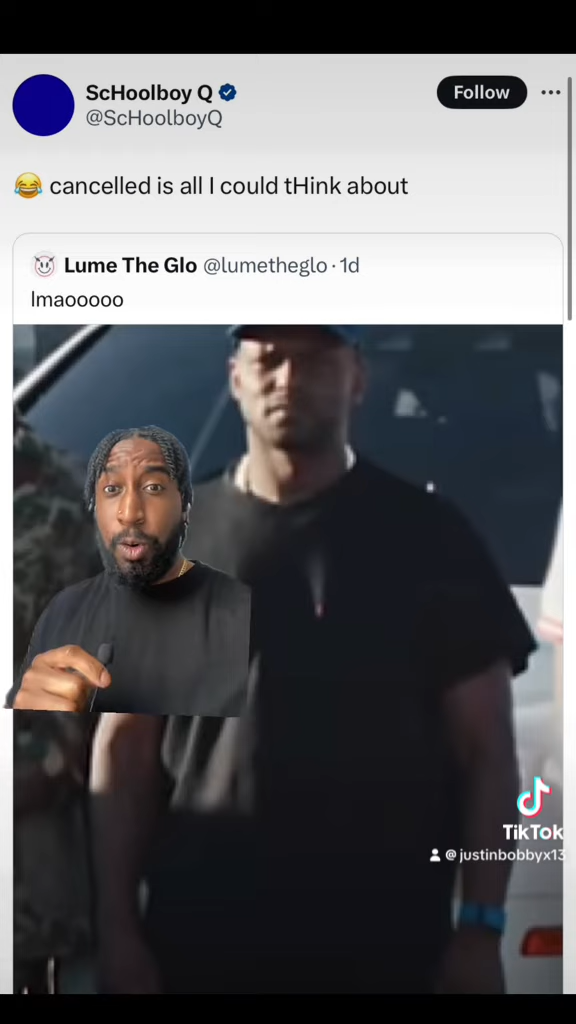 ScHoolboy Q
Follow
@ScHoolboyQ
😂 cancelled is all I could tHink about
Lume The Glo @lumetheglo · 1d
lmaooooo
TikTok
@justinbobbyx13